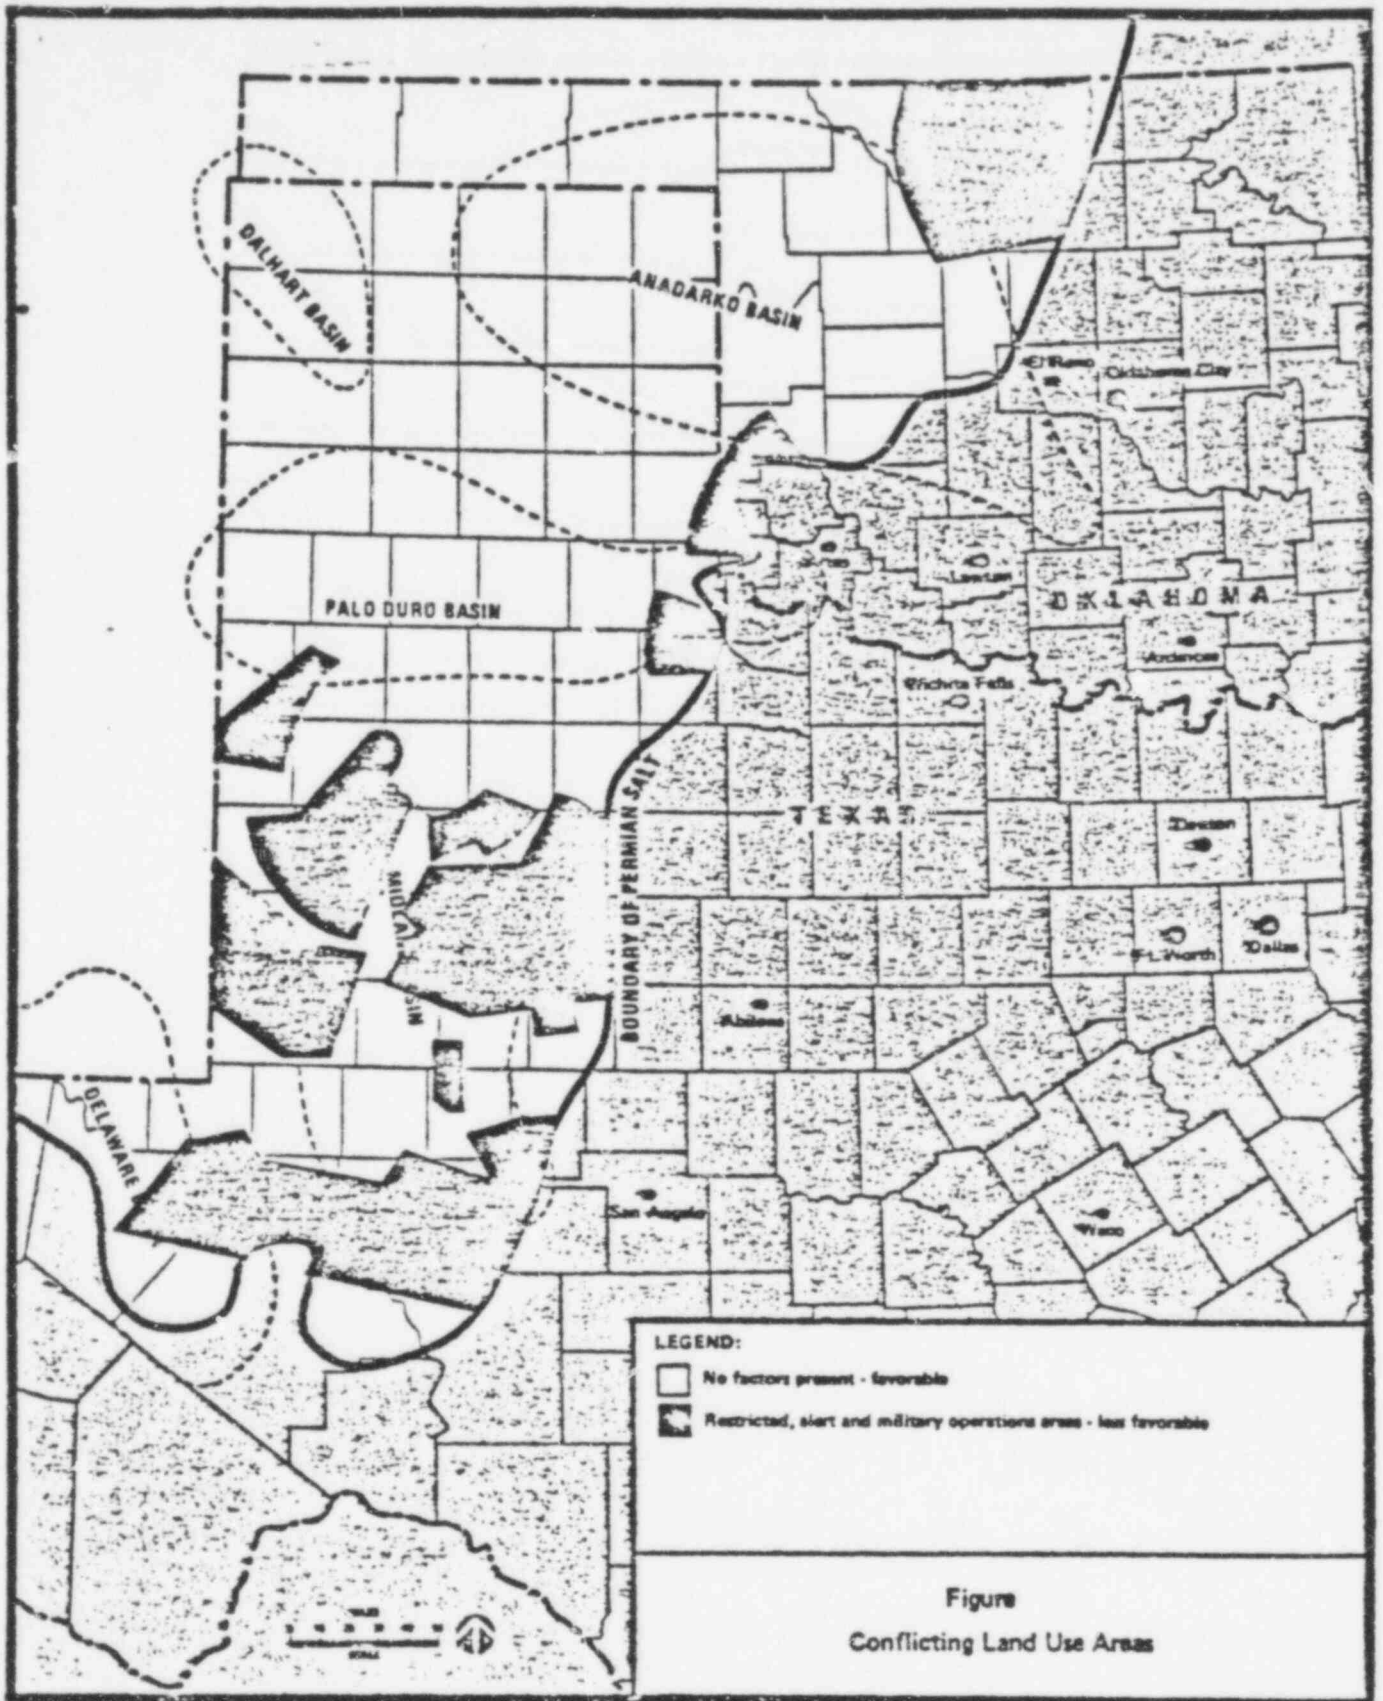 DALHART BASIN
ANADARKO BASIN
El Reno
Oklahoma City
Lawton
PALO DURO BASIN
OKLAHOMA
Ardmore
Wichita Falls
BOUNDARY OF PERMIAN SALT
TEXAS
Denton
Ft. Worth
Dallas
Abilene
DELAWARE
San Angelo
Waco
LEGEND:
No factors present - favorable
Restricted, alert and military operations areas - less favorable
MILES
SCALE
Figure
Conflicting Land Use Areas